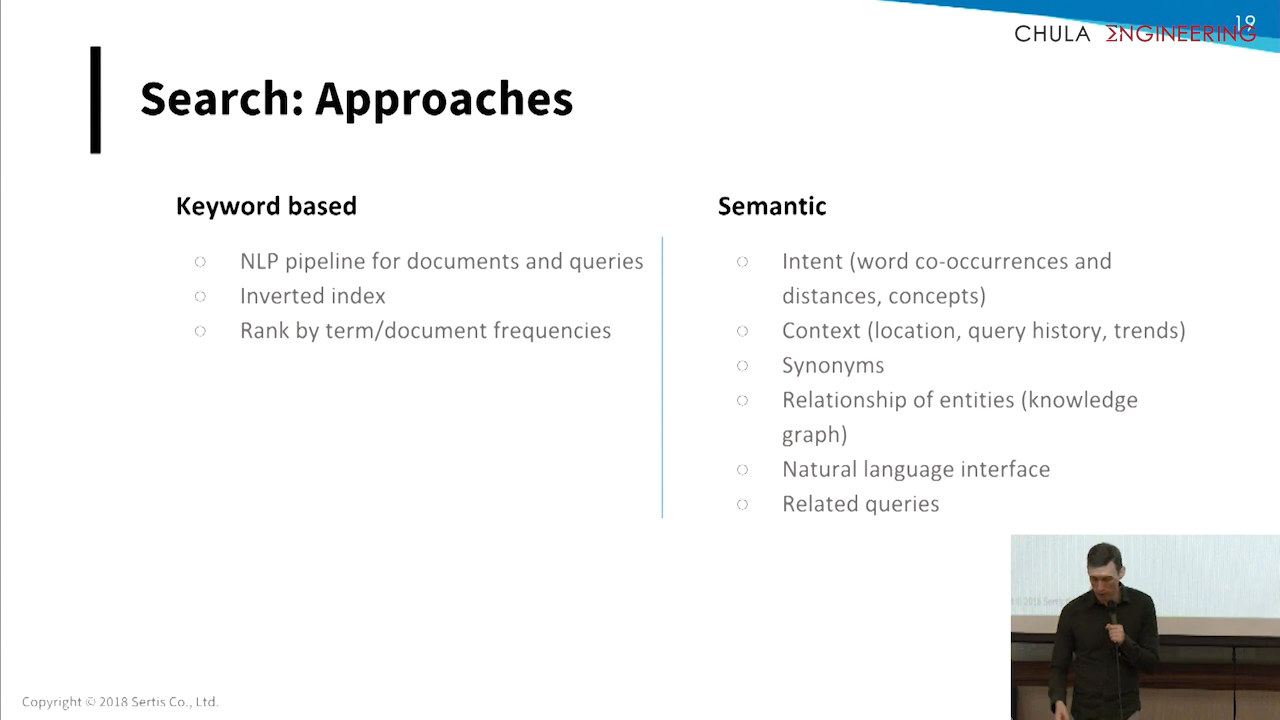 19
CHULA ΣNGINEERING
Search: Approaches
Keyword based
NLP pipeline for documents and queries
Inverted index
Rank by term/document frequencies
Semantic
Intent (word co-occurrences and
distances, concepts)
Context (location, query history, trends)
Synonyms
Relationship of entities (knowledge
graph)
Natural language interface
Related queries
Copyright © 2018 Sertis Co., Ltd.